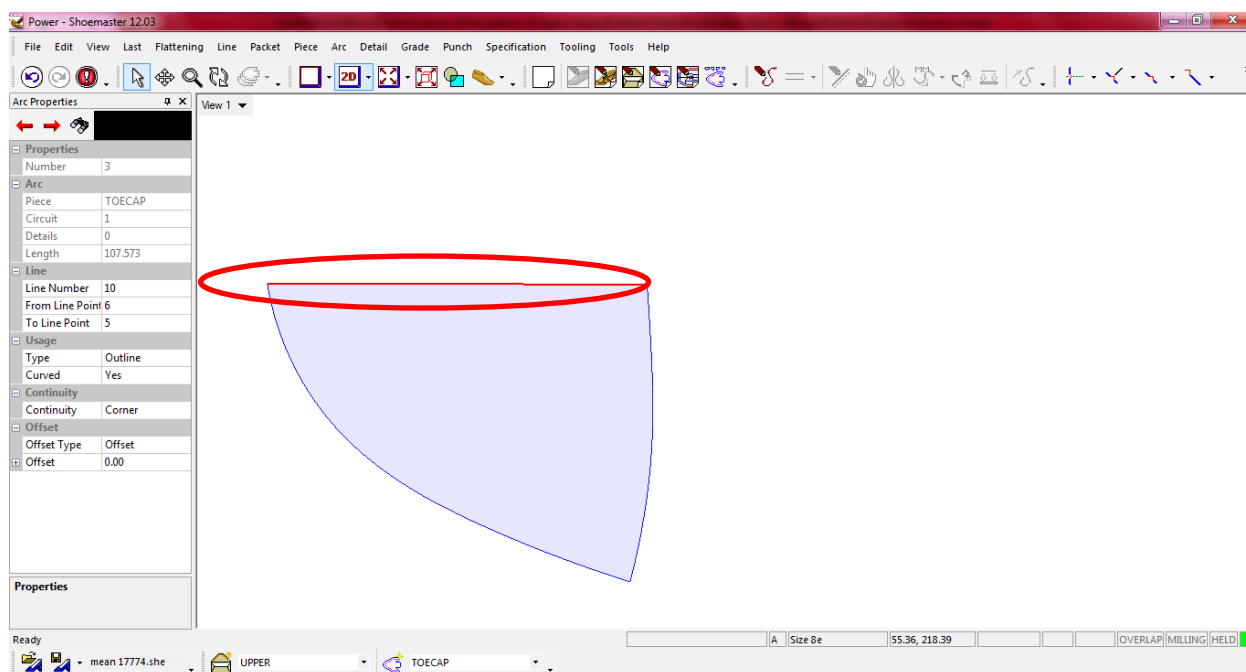 Power - Shoemaster 12.03
File Edit View Last Flattening Line Packet Piece Arc Detail Grade Punch Specification Tooling Tools Help
2D
Arc Properties
View 1
Properties
Number 3
Arc
Piece TOECAP
Circuit 1
Details 0
Length 107.573
Line
Line Number 10
From Line Point 6
To Line Point 5
Usage
Type Outline
Curved Yes
Continuity
Continuity Corner
Offset
Offset Type Offset
Offset 0.00
Properties
Ready
A Size 8e 55.36, 218.39 OVERLAP MILLING HELD
mean 17774.she UPPER TOECAP